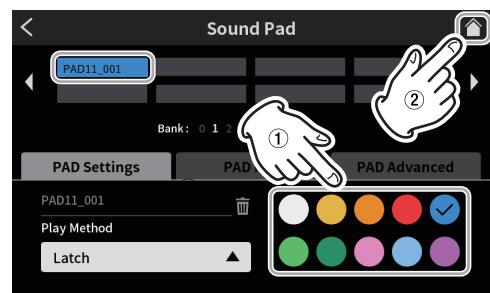 Sound Pad
PAD11_001
Bank: 0 1 2
PAD Settings PAD PAD Advanced
PAD11_001
Play Method
Latch
①
②